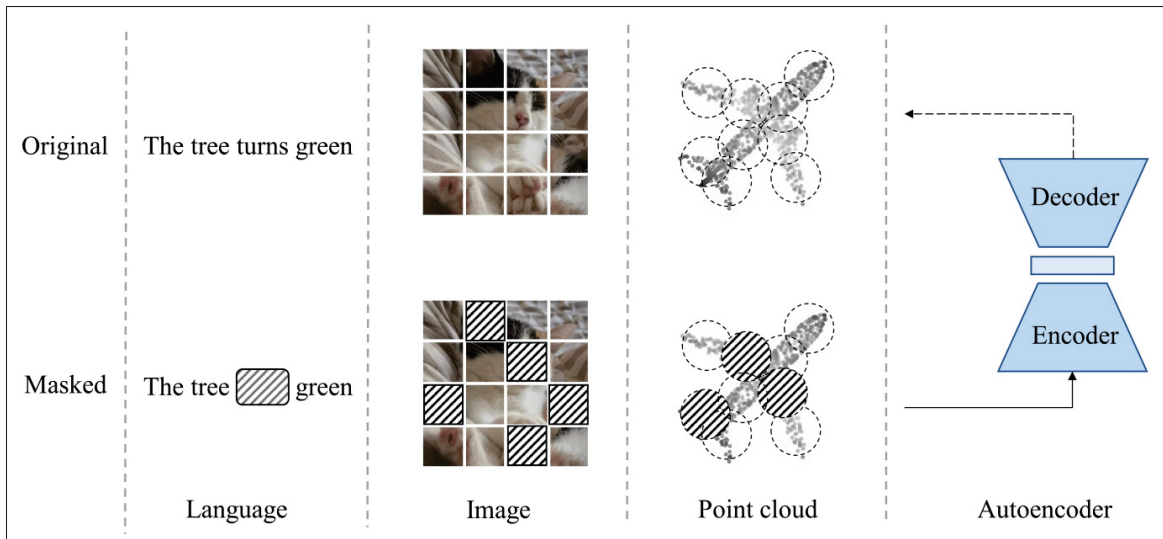 Original
The tree turns green
Decoder
Encoder
Masked
The tree green
Language
Image
Point cloud
Autoencoder